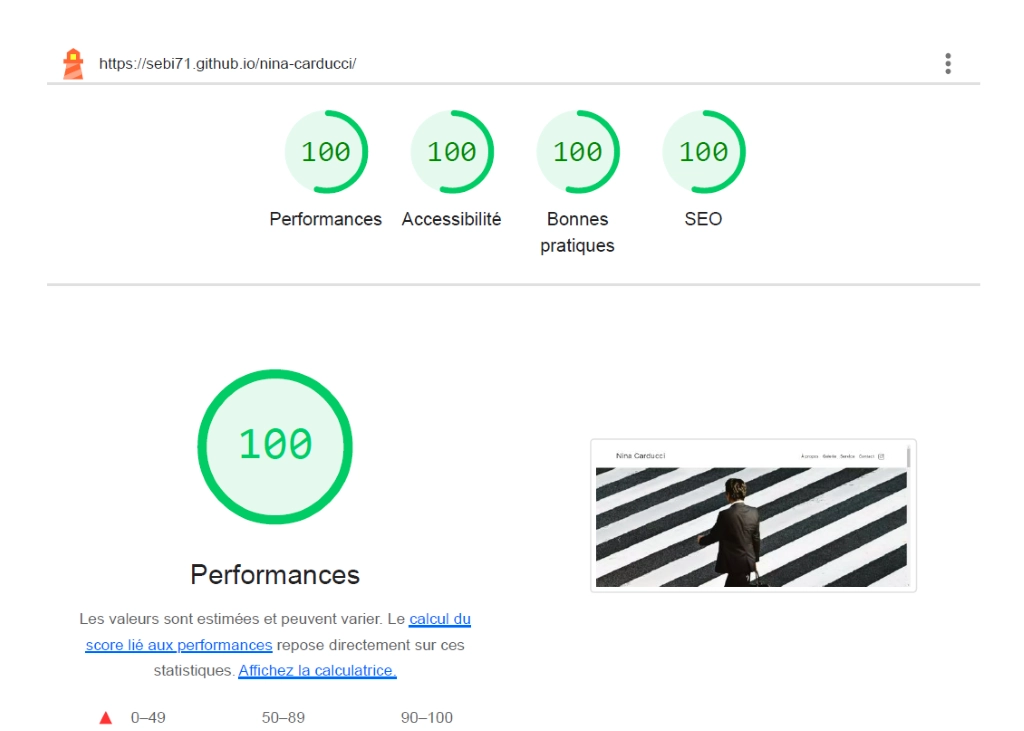 https://sebi71.github.io/nina-carducci/
100 100 100 100
Performances Accessibilité Bonnes pratiques SEO
100
Performances
Les valeurs sont estimées et peuvent varier. Le calcul du
score lié aux performances repose directement sur ces
statistiques. Affichez la calculatrice.
0–49 50–89 90–100
Nina Carducci
À propos Galerie Service Contact